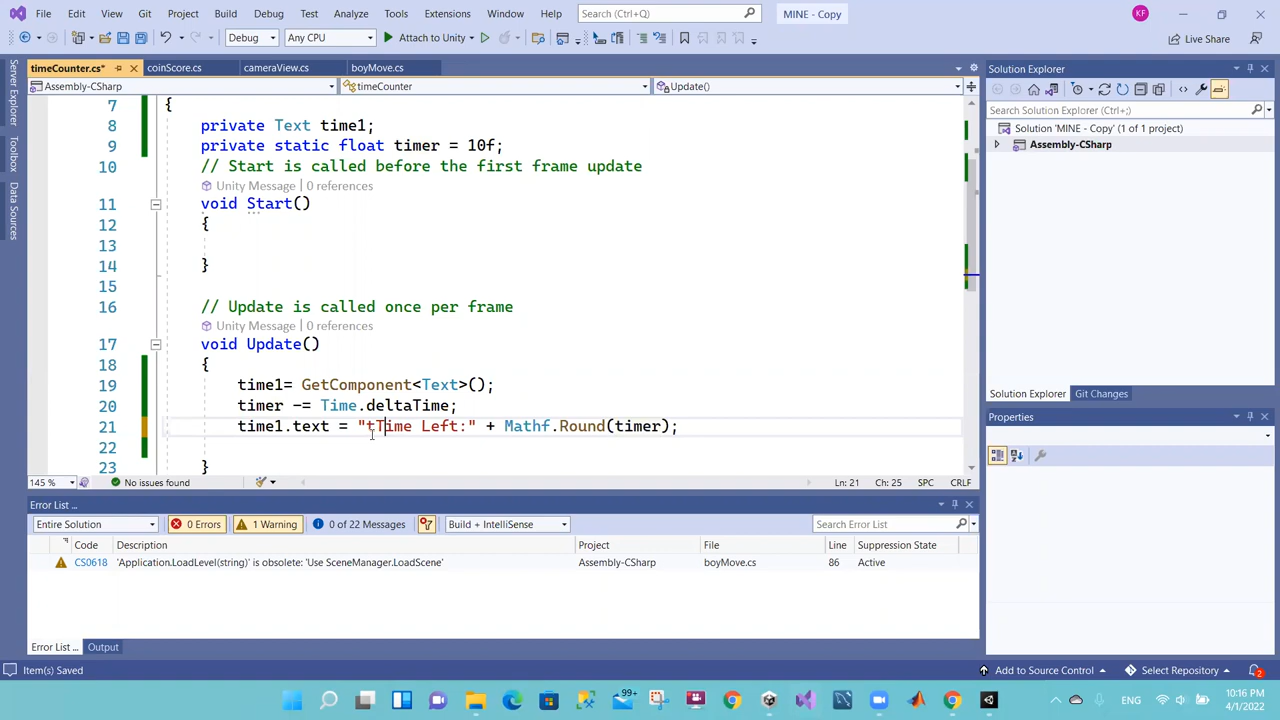 File Edit View Git Project Build Debug Test Analyze Tools Extensions Window Help Search (Ctrl+Q) MINE - Copy KF
Debug Any CPU Attach to Unity Live Share
timeCounter.cs* coinScore.cs cameraView.cs boyMove.cs
Assembly-CSharp timeCounter Update()
Server Explorer
Toolbox
Data Sources
7 {
8 private Text time1;
9 private static float timer = 10f;
10 // Start is called before the first frame update
Unity Message | 0 references
11 void Start()
12 {
13
14 }
15
16 // Update is called once per frame
Unity Message | 0 references
17 void Update()
18 {
19 time1= GetComponent<Text>();
20 timer -= Time.deltaTime;
21 time1.text = "tTime Left:" + Mathf.Round(timer);
22
23 }
145 % No issues found Ln: 21 Ch: 25 SPC CRLF
Error List ...
Entire Solution 0 Errors 1 Warning 0 of 22 Messages Build + IntelliSense Search Error List
Code Description Project File Line Suppression State
CS0618 'Application.LoadLevel(string)' is obsolete: 'Use SceneManager.LoadScene' Assembly-CSharp boyMove.cs 86 Active
Error List ... Output
Solution Explorer
Search Solution Explorer (Ctrl+;)
Solution 'MINE - Copy' (1 of 1 project)
Assembly-CSharp
Solution Explorer Git Changes
Properties
Item(s) Saved Add to Source Control Select Repository 2
99+ ENG 10:16 PM
4/1/2022